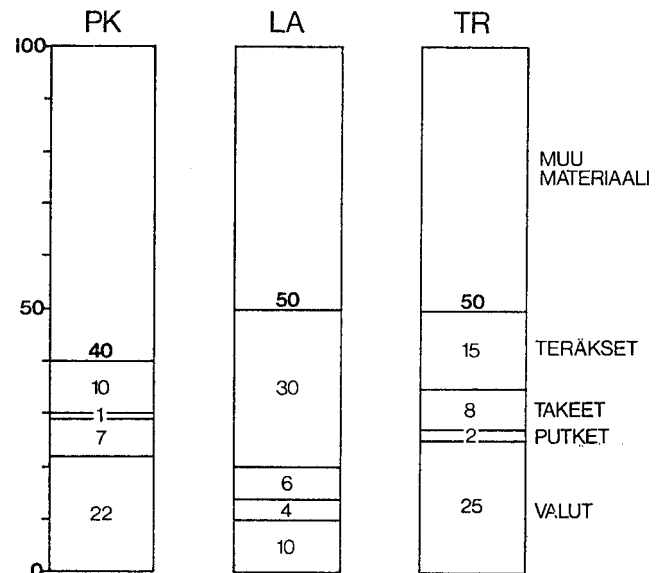 PK LA TR
100
MUU
MATERIAALI
50 50 50
40
15 TERÄKSET
10 30
8 TAKEET
1
2 PUTKET
7
6
4
22 25 VALUT
10
0